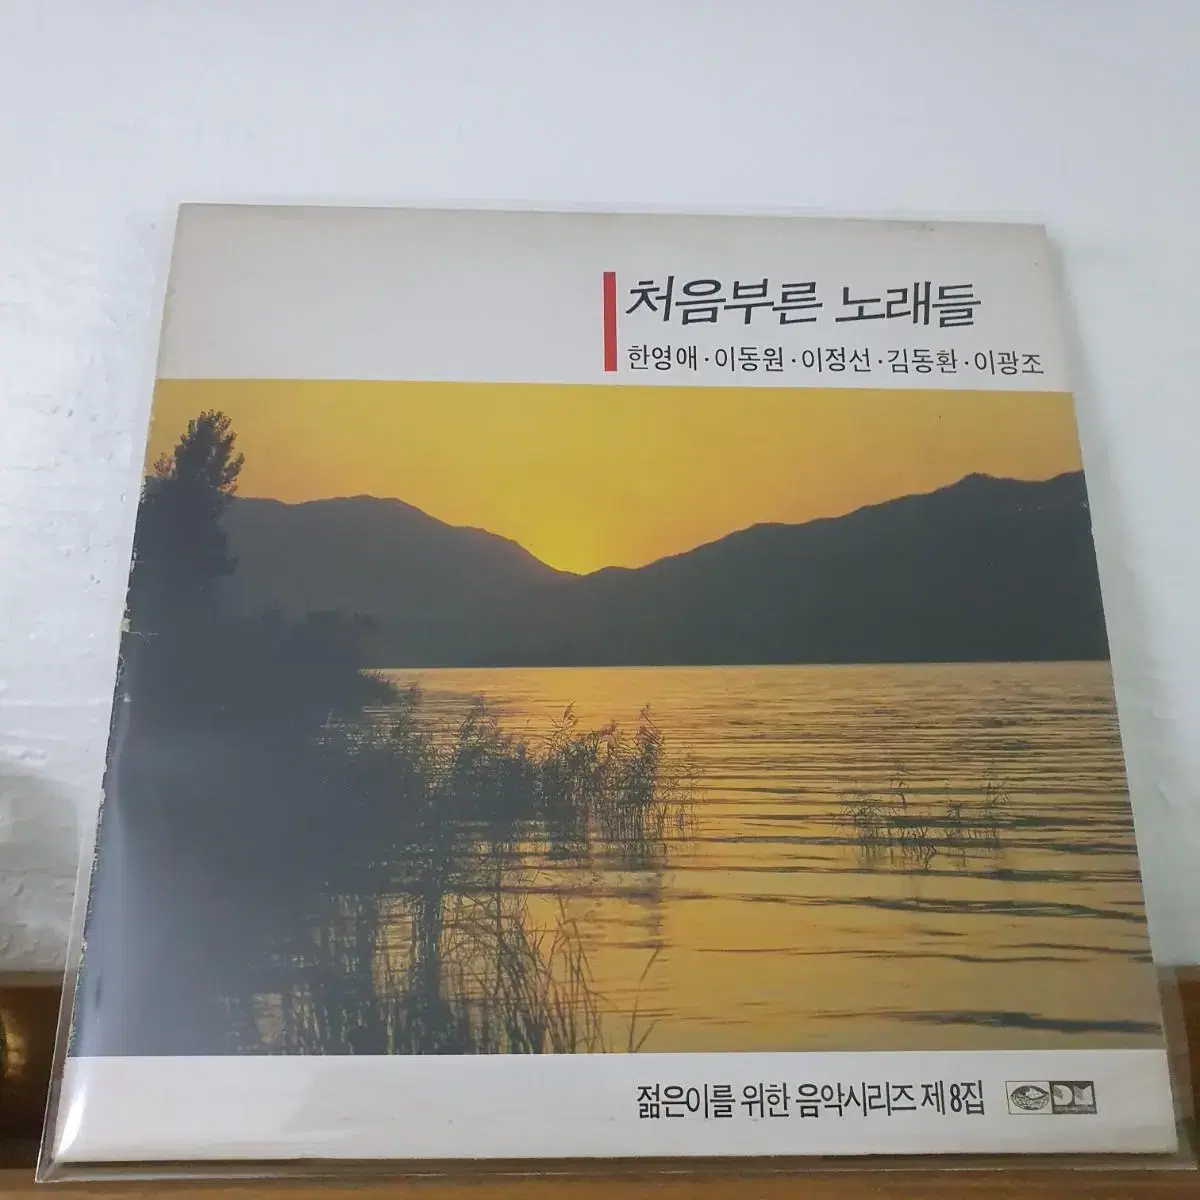 처음부른 노래들
한영애·이동원·이정선·김동환·이광조
젊은이를 위한 음악시리즈 제8집